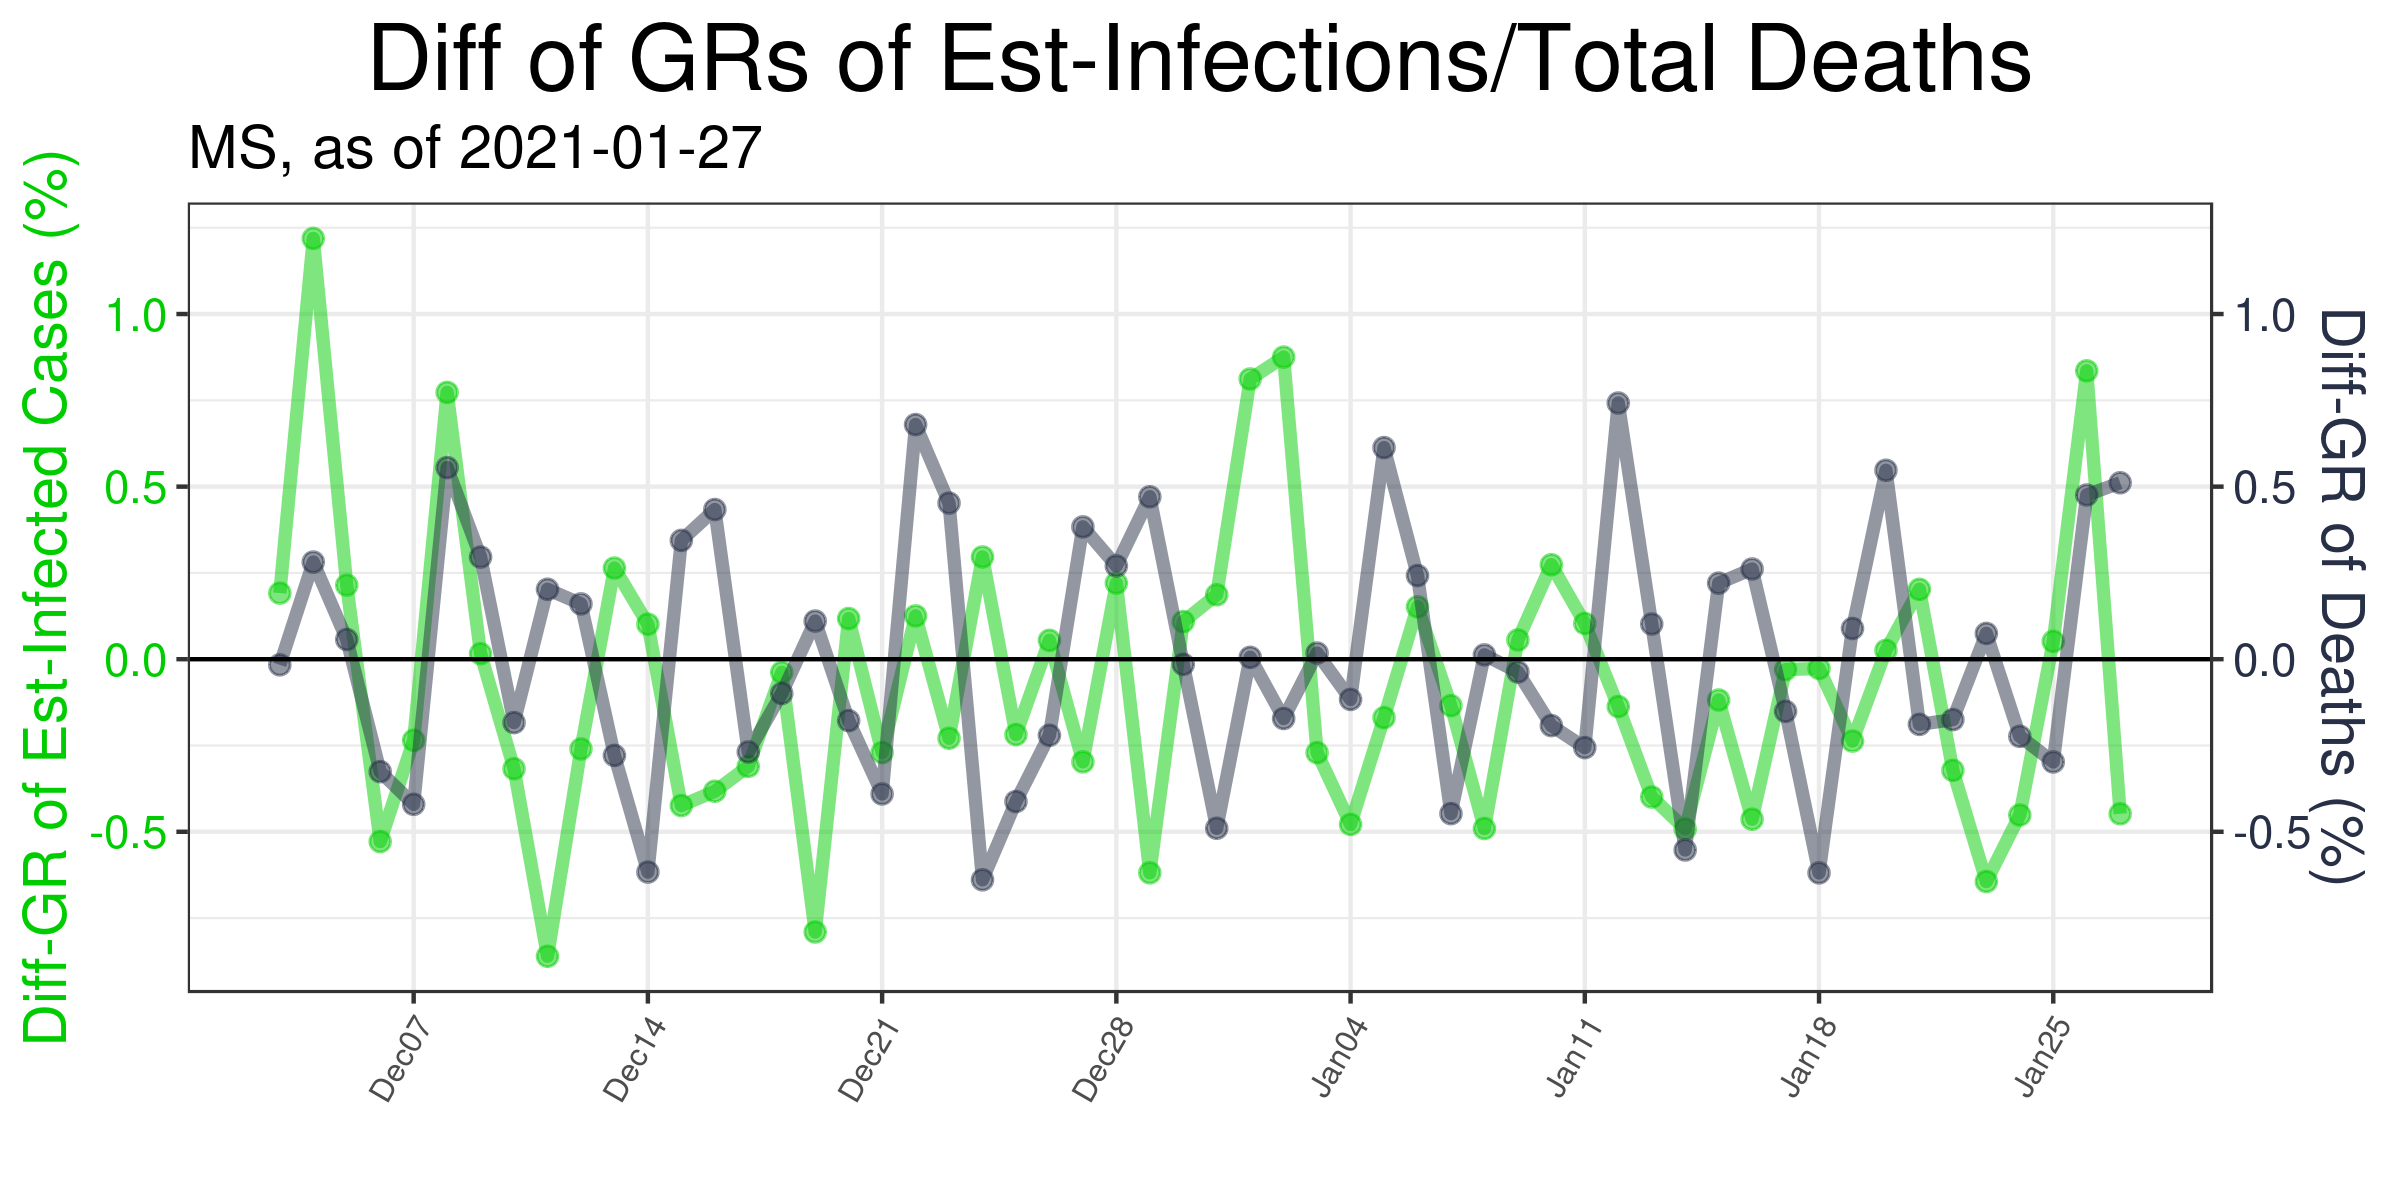 Diff of GRs of Est-Infections/Total Deaths
MS, as of 2021-01-27
Diff-GR of Est-Infected Cases (%)
1.0
0.5
0.0
-0.5
1.0
0.5
0.0
-0.5
Diff-GR of Deaths (%)
Dec07
Dec14
Dec21
Dec28
Jan04
Jan11
Jan18
Jan25